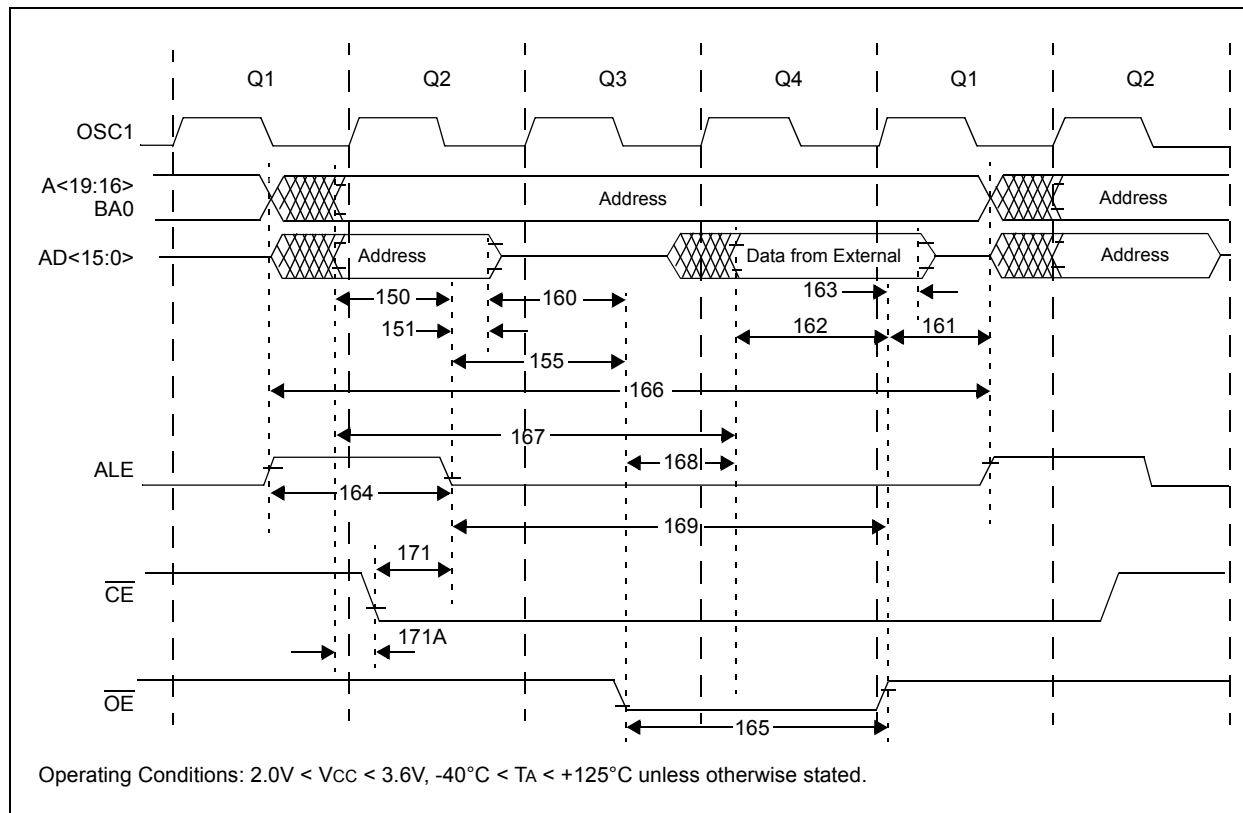 Q1 Q2 Q3 Q4 Q1 Q2
OSC1
A<19:16>
BA0
Address
Address
AD<15:0>
Address
Data from External
Address
150
160
163
151
162
161
155
166
167
ALE
168
164
169
171
CE
171A
OE
165
Operating Conditions: 2.0V < VCC < 3.6V, -40°C < TA < +125°C unless otherwise stated.